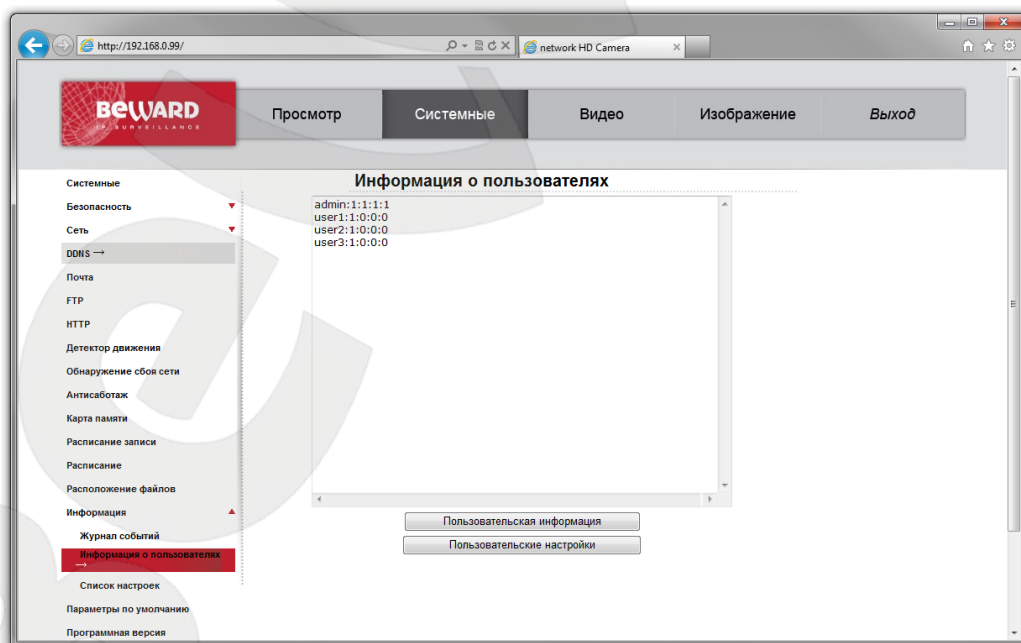 http://192.168.0.99/
network HD Camera
BEWARD
IP SURVEILLANCE
Просмотр
Системные
Видео
Изображение
Выход
Системные
Безопасность
Сеть
DDNS →
Почта
FTP
HTTP
Детектор движения
Обнаружение сбоя сети
Антисаботаж
Карта памяти
Расписание записи
Расписание
Расположение файлов
Информация
Журнал событий
Информация о пользователях
→
Список настроек
Параметры по умолчанию
Программная версия
Информация о пользователях
admin:1:1:1:1
user1:1:0:0:0
user2:1:0:0:0
user3:1:0:0:0
Пользовательская информация
Пользовательские настройки